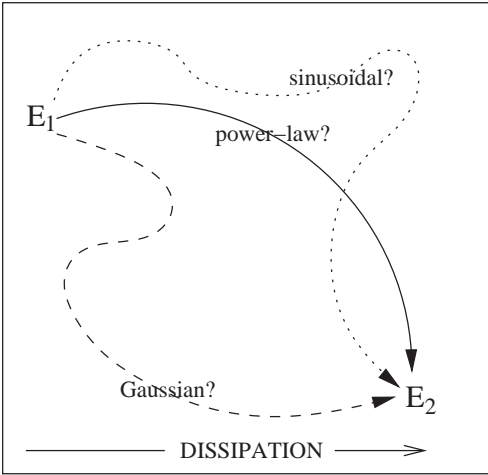 sinusoidal?
E1
power-law?
Gaussian?
E2
DISSIPATION